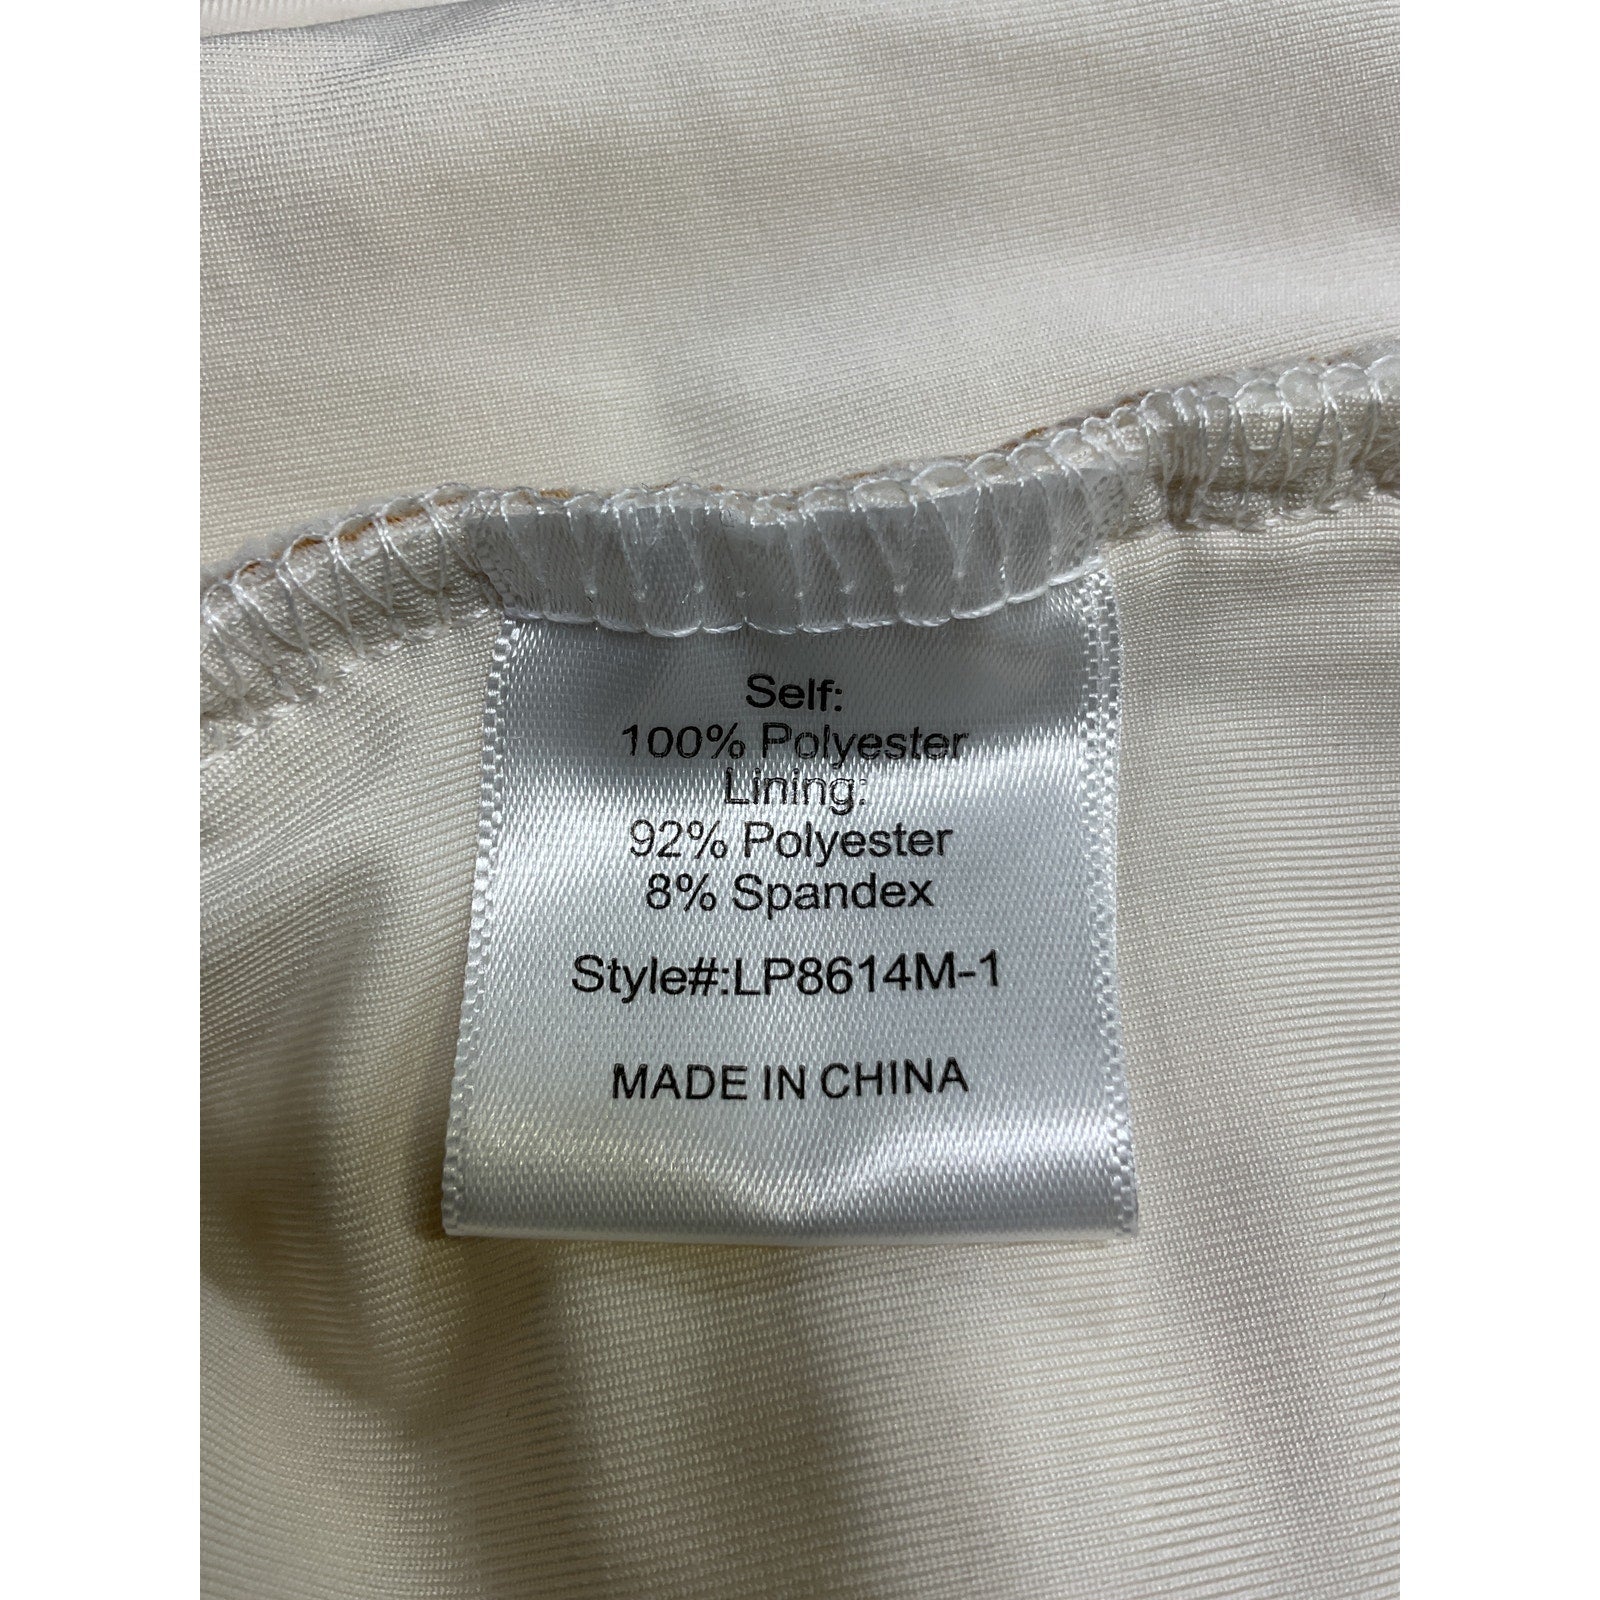 Self:
100% Polyester
Lining:
92% Polyester
8% Spandex
Style#:LP8614M-1
MADE IN CHINA